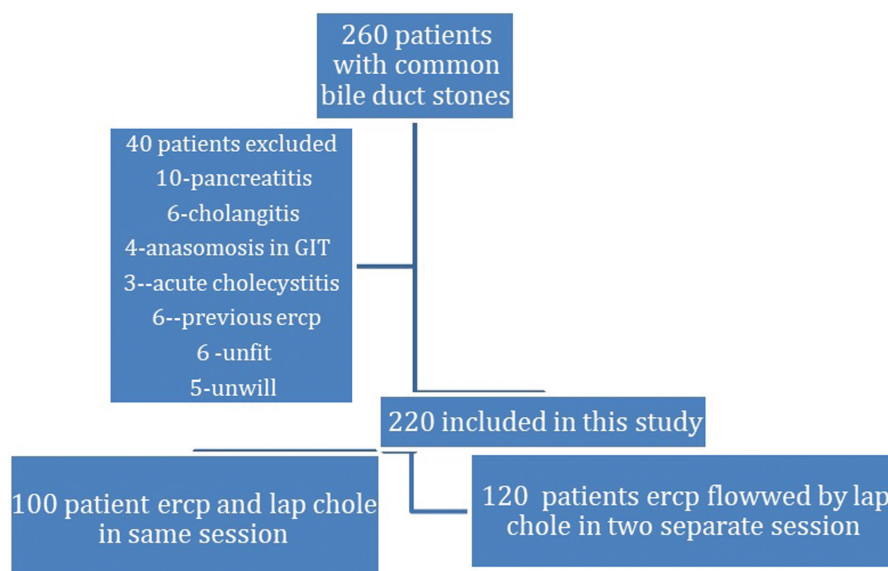 260 patients
with common
bile duct stones
40 patients excluded
10-pancreatitis
6-cholangitis
4-anasomosis in GIT
3--acute cholecystitis
6--previous ercp
6 -unfit
5-unwill
220 included in this study
100 patient ercp and lap chole
in same session
120 patients ercp flowwed by lap
chole in two separate session